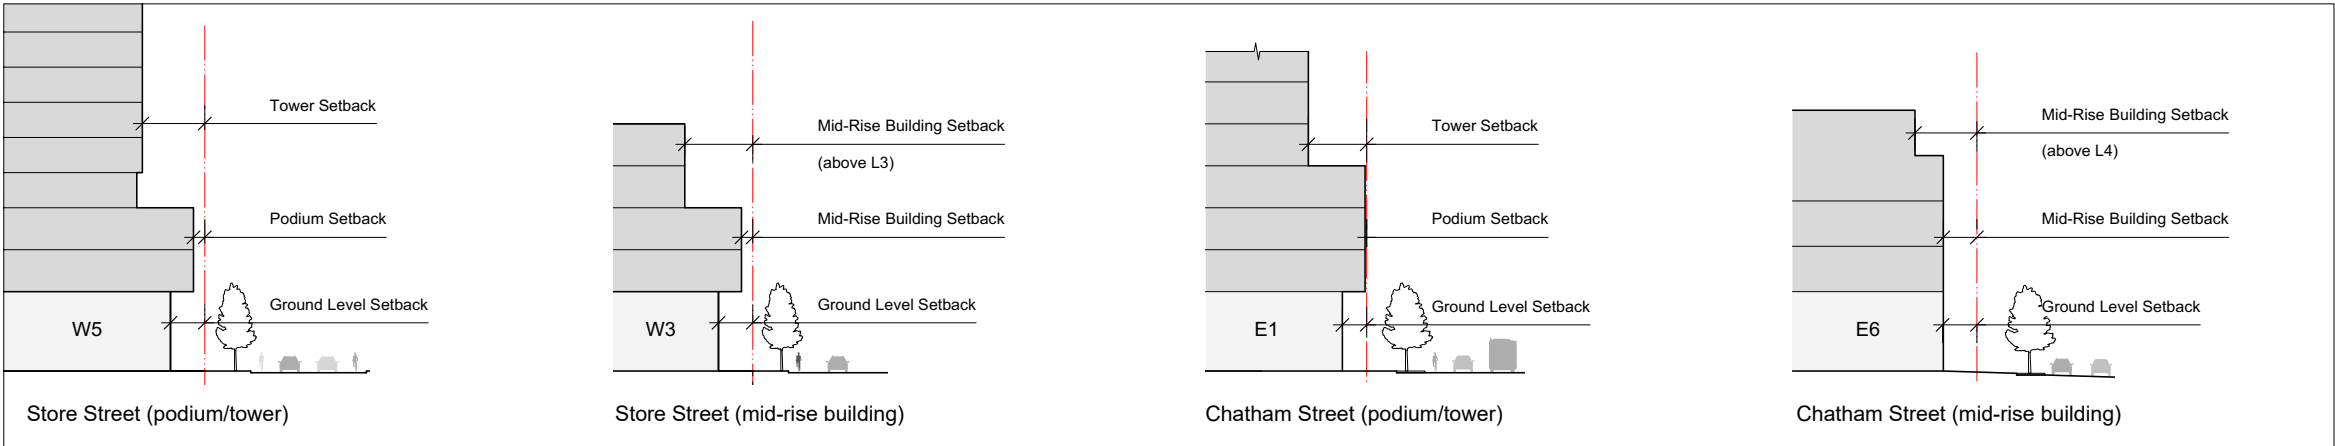 Tower Setback
Podium Setback
Ground Level Setback
W5
Store Street (podium/tower)
Mid-Rise Building Setback
(above L3)
Mid-Rise Building Setback
Ground Level Setback
W3
Store Street (mid-rise building)
Tower Setback
Podium Setback
Ground Level Setback
E1
Chatham Street (podium/tower)
Mid-Rise Building Setback
(above L4)
Mid-Rise Building Setback
Ground Level Setback
E6
Chatham Street (mid-rise building)